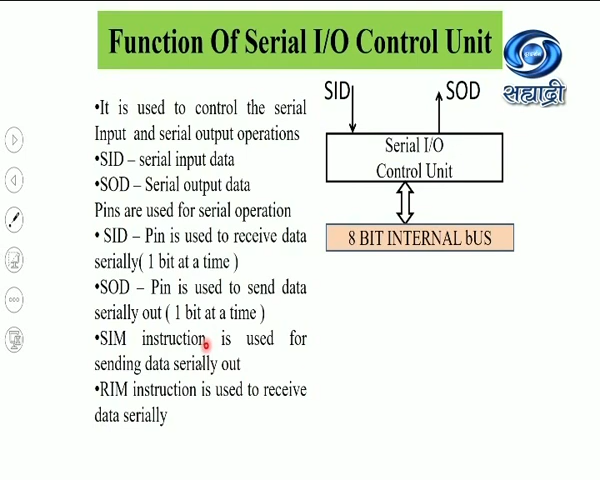 Function Of Serial I/O Control Unit
सह्याद्री
•It is used to control the serial
Input and serial output operations
•SID – serial input data
•SOD – Serial output data
Pins are used for serial operation
• SID – Pin is used to receive data
serially( 1 bit at a time )
•SOD – Pin is used to send data
serially out ( 1 bit at a time )
•SIM instruction is used for
sending data serially out
•RIM instruction is used to receive
data serially
SID
SOD
Serial I/O
Control Unit
8 BIT INTERNAL bUS